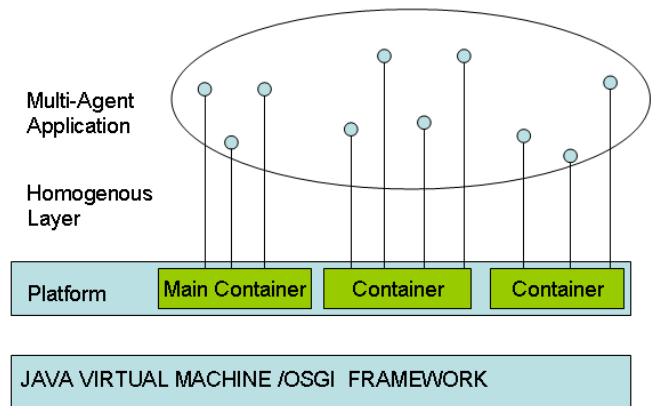 Multi-Agent
Application
Homogenous
Layer
Platform
Main Container
Container
Container
JAVA VIRTUAL MACHINE /OSGI FRAMEWORK